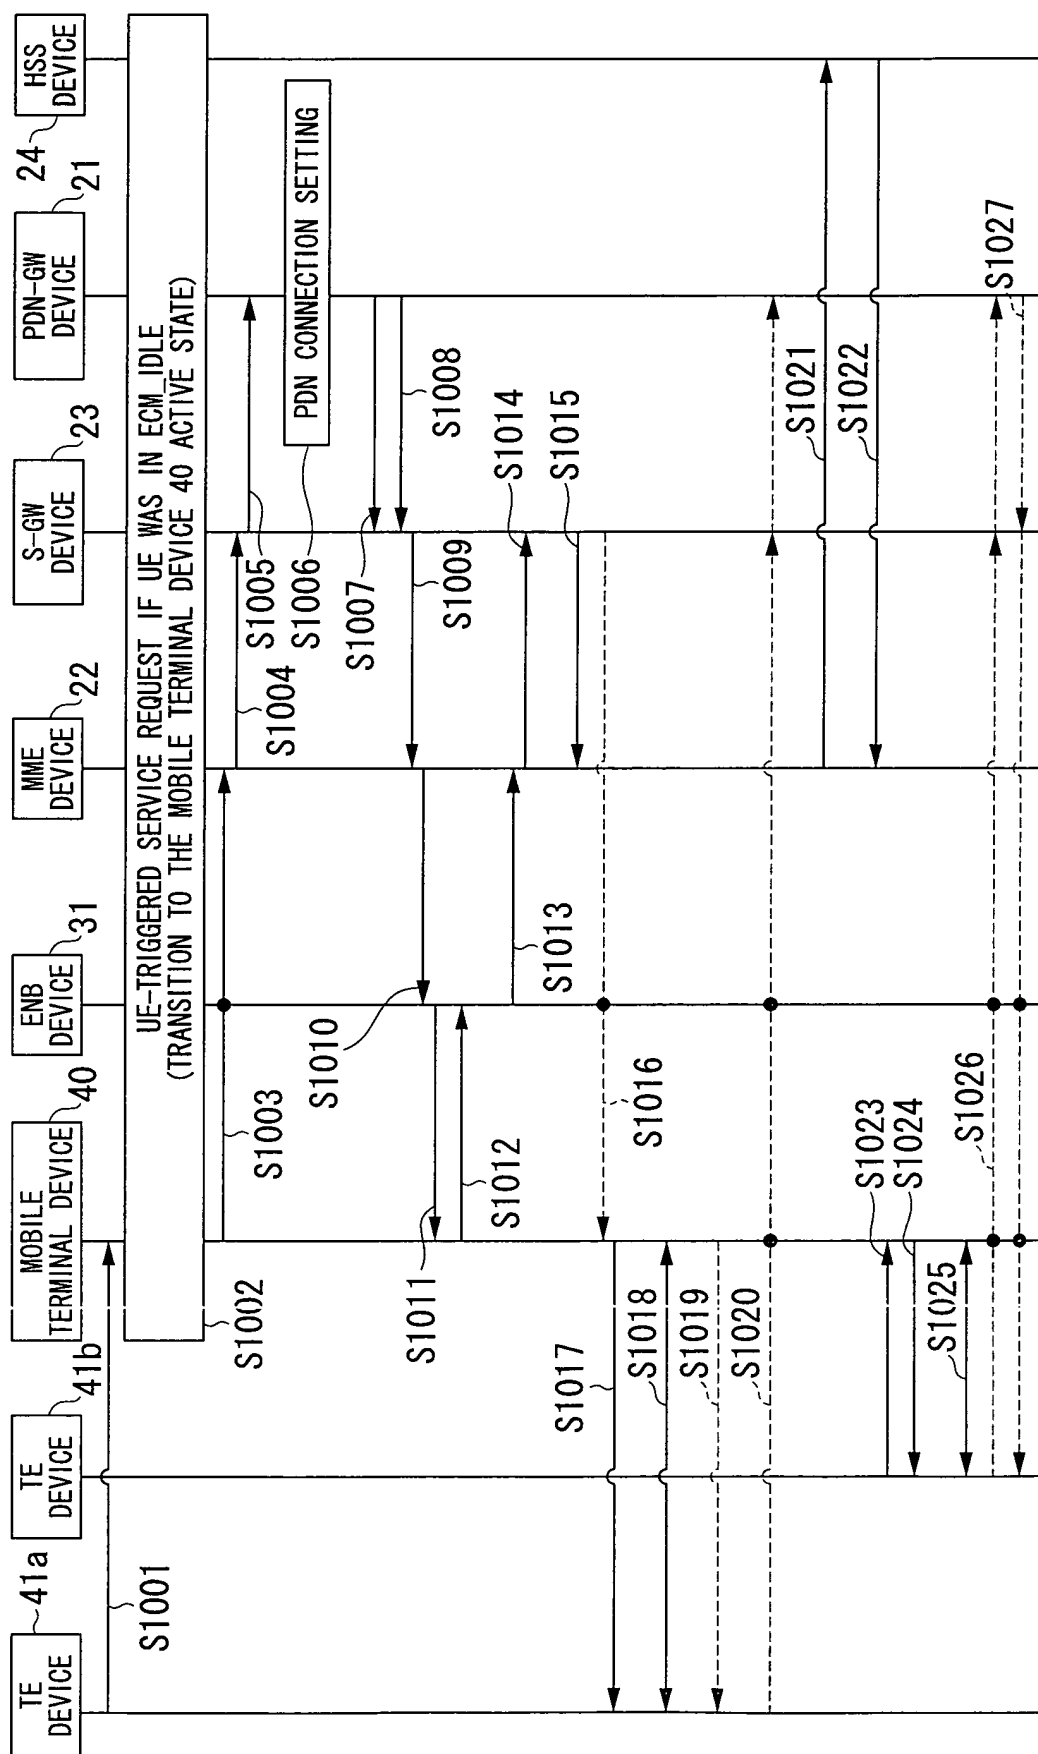 TE
DEVICE
41a
TE
DEVICE
41b
MOBILE
TERMINAL DEVICE
40
ENB
DEVICE
31
MME
DEVICE
22
S-GW
DEVICE
23
PDN-GW
DEVICE
21
HSS
DEVICE
24
S1001
UE-TRIGGERED SERVICE REQUEST IF UE WAS IN ECM_IDLE
(TRANSITION TO THE MOBILE TERMINAL DEVICE 40 ACTIVE STATE)
S1002
S1003
S1004
S1005
PDN CONNECTION SETTING
S1006
S1007
S1008
S1009
S1010
S1011
S1012
S1013
S1014
S1015
S1016
S1017
S1018
S1019
S1020
S1021
S1022
S1023
S1024
S1025
S1026
S1027